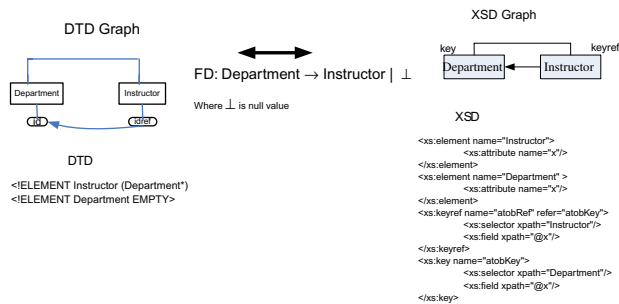 DTD Graph
Department
Instructor
id
idref
DTD
<!ELEMENT Instructor (Department*)
<!ELEMENT Department EMPTY>
FD: Department → Instructor | ⊥
Where ⊥ is null value
XSD Graph
key
keyref
Department
Instructor
XSD
<xs:element name="Instructor">
<xs:attribute name="x"/>
</xs:element>
<xs:element name="Department" >
<xs:attribute name="x"/>
</xs:element>
<xs:keyref name="atobRef" refer="atobKey">
<xs:selector xpath="Instructor"/>
<xs:field xpath="@x"/>
</xs:keyref>
<xs:key name="atobKey">
<xs:selector xpath="Department"/>
<xs:field xpath="@x"/>
</xs:key>